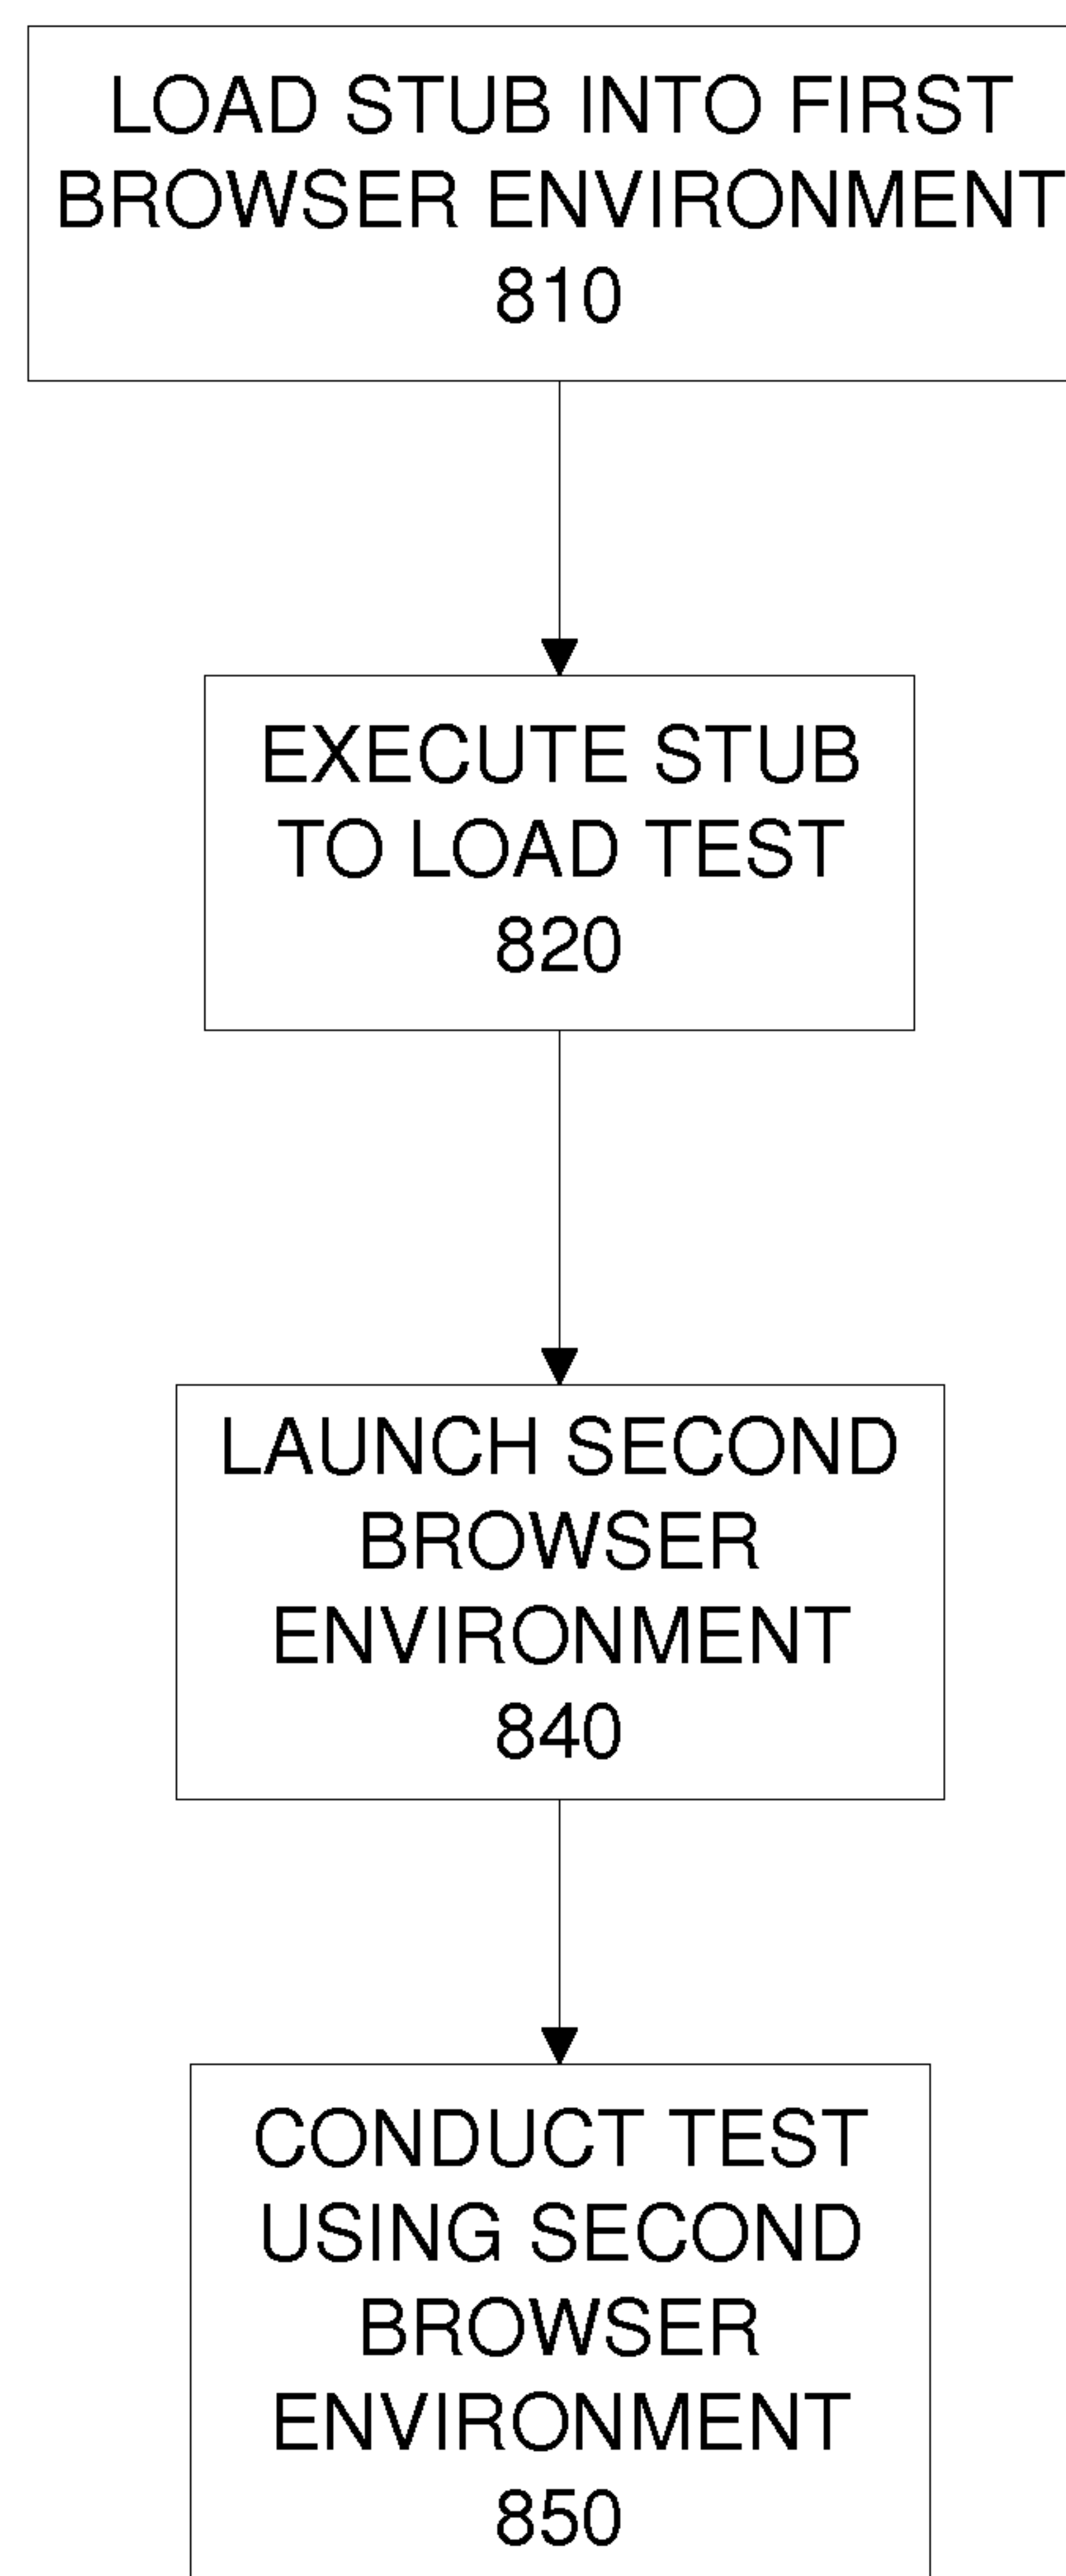 LOAD STUB INTO FIRST
BROWSER ENVIRONMENT
810
EXECUTE STUB
TO LOAD TEST
820
LAUNCH SECOND
BROWSER
ENVIRONMENT
840
CONDUCT TEST
USING SECOND
BROWSER
ENVIRONMENT
850